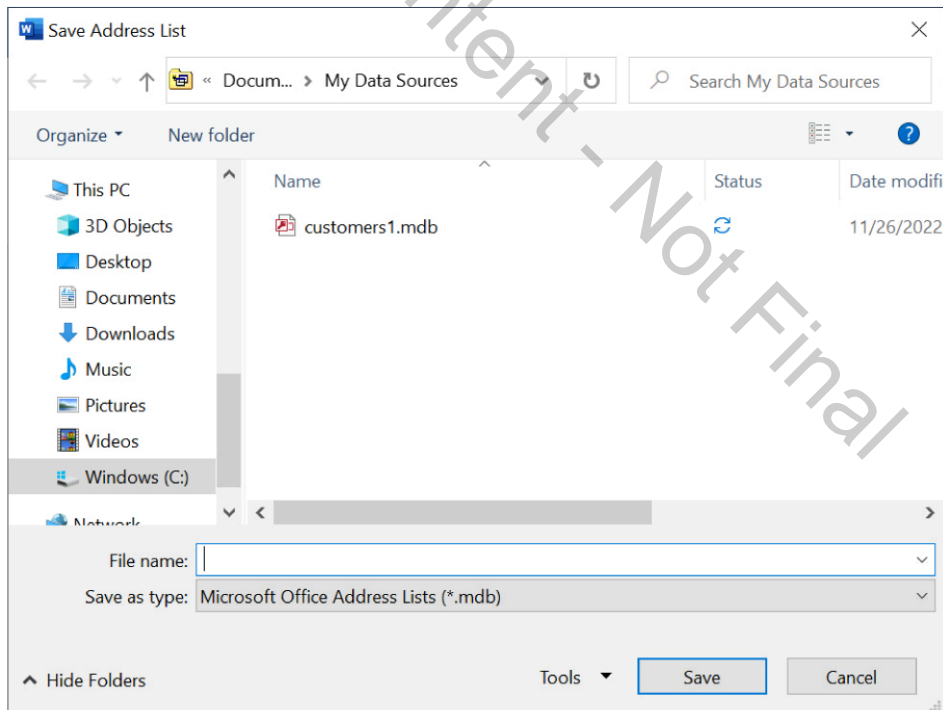 Save Address List
« Docum... > My Data Sources
Search My Data Sources
Organize
New folder
Name
Status
Date modifi
This PC
3D Objects
Desktop
Documents
Downloads
Music
Pictures
Videos
Windows (C:)
Network
customers1.mdb
11/26/2022
File name:
Save as type: Microsoft Office Address Lists (*.mdb)
Hide Folders
Tools
Save
Cancel
ntent - Not Final